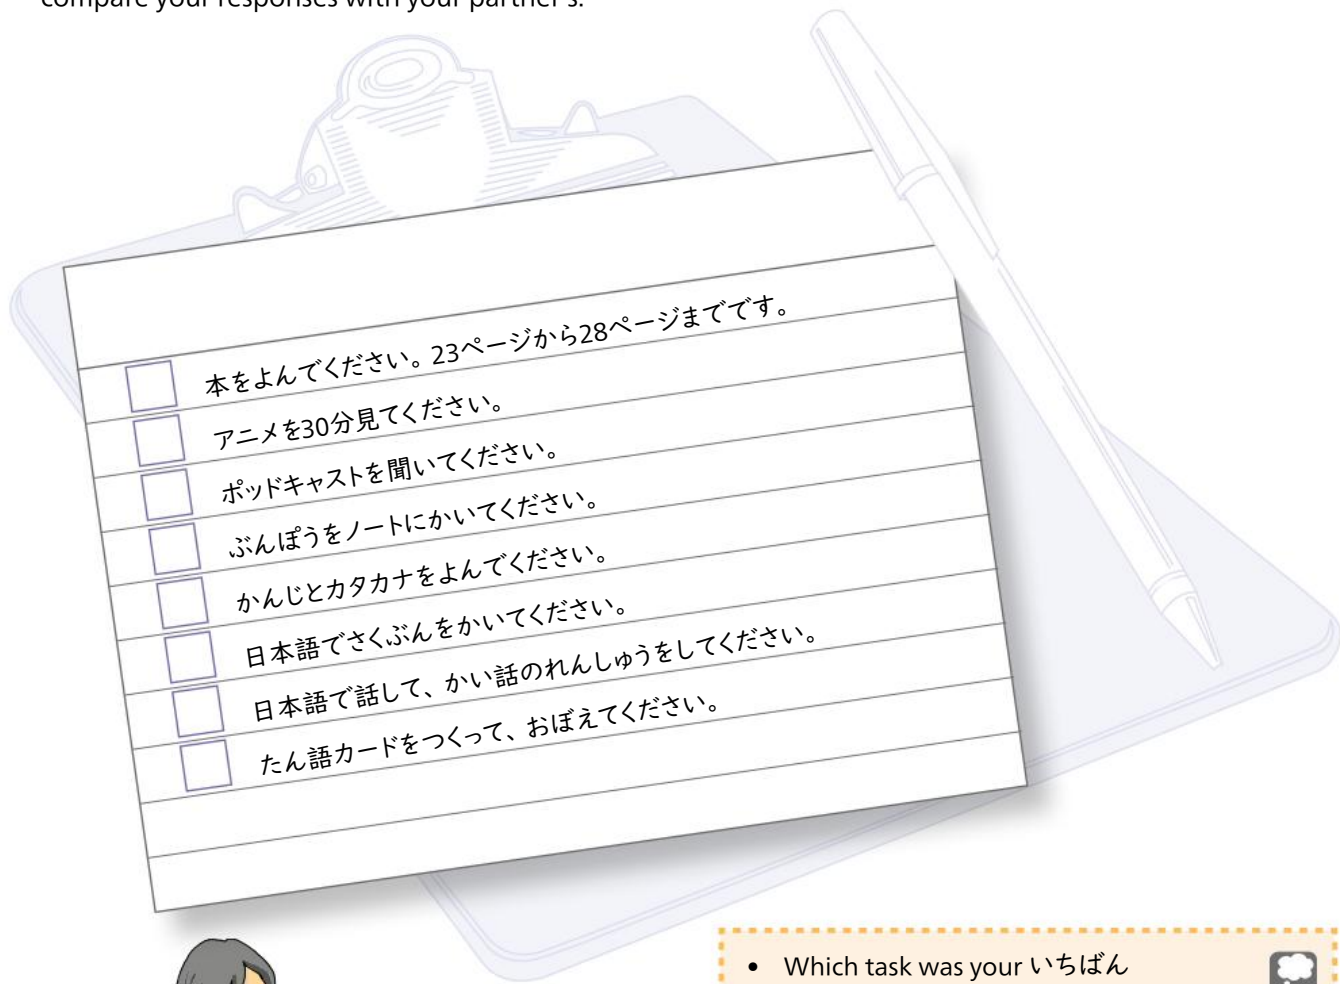 compare your responses with your partner's.
本をよんでください。23ページから28ページまでです。
アニメを30分見てください。
ポッドキャストを聞いてください。
ぶんぽうをノートにかいてください。
かんじとカタカナをよんでください。
日本語でさくぶんをかいてください。
日本語で話して、かい話のれんしゅうをしてください。
たん語カードをつくって、おぼえてください。
• Which task was your いちばん